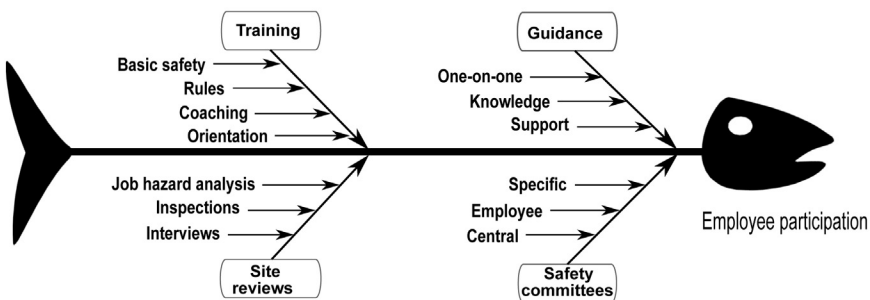 Training
Guidance
Basic safety
Rules
Coaching
Orientation
One-on-one
Knowledge
Support
Job hazard analysis
Inspections
Interviews
Specific
Employee
Central
Employee participation
Site
reviews
Safety
committees